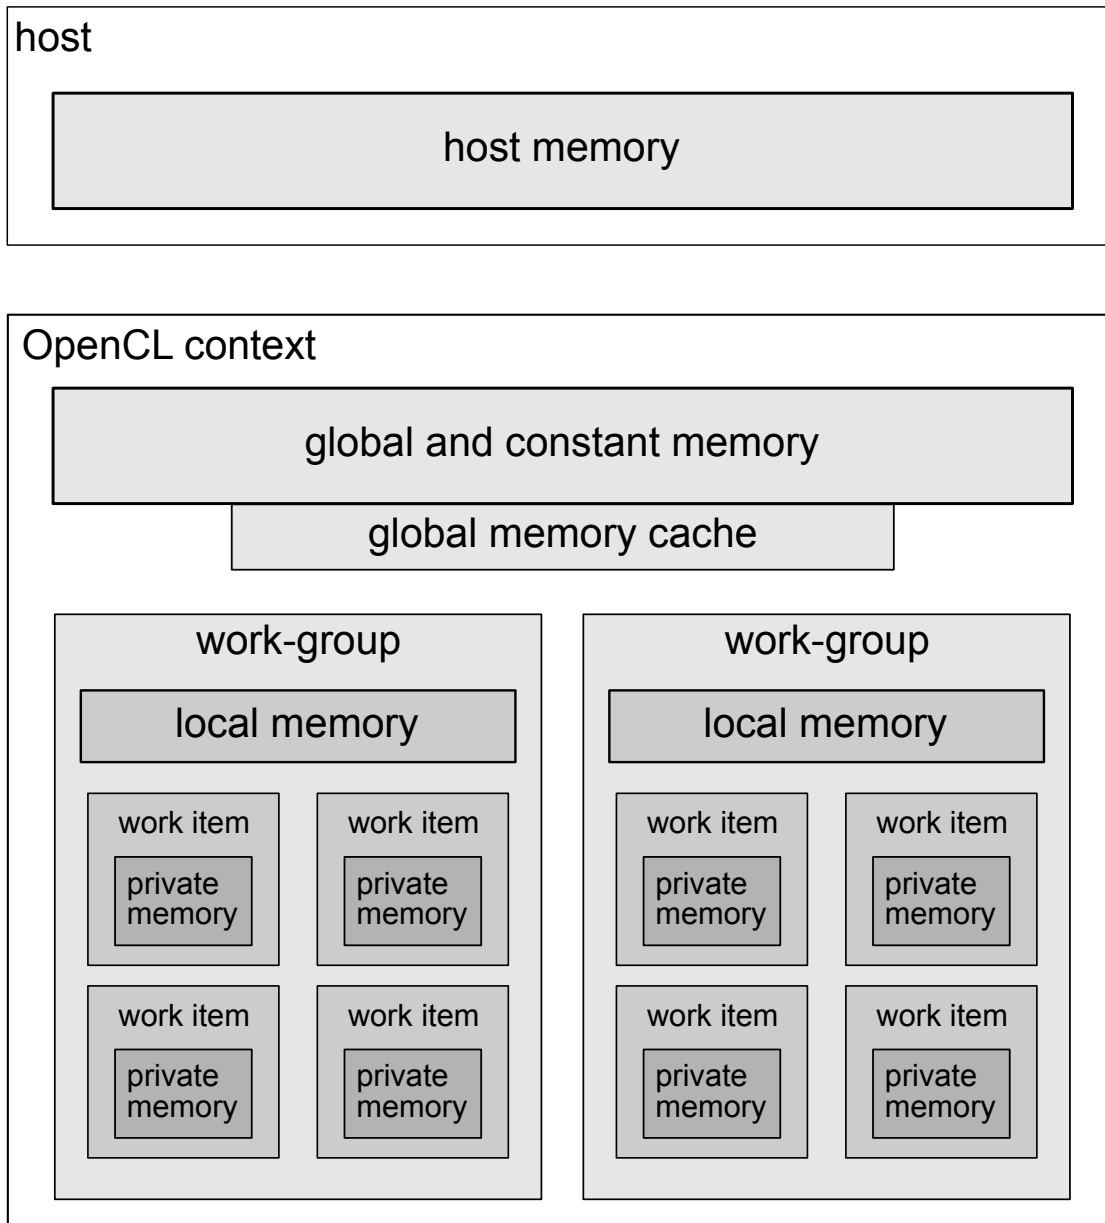 host
host memory
OpenCL context
global and constant memory
global memory cache
work-group
local memory
work item
private
memory
work item
private
memory
work item
private
memory
work item
private
memory
work-group
local memory
work item
private
memory
work item
private
memory
work item
private
memory
work item
private
memory